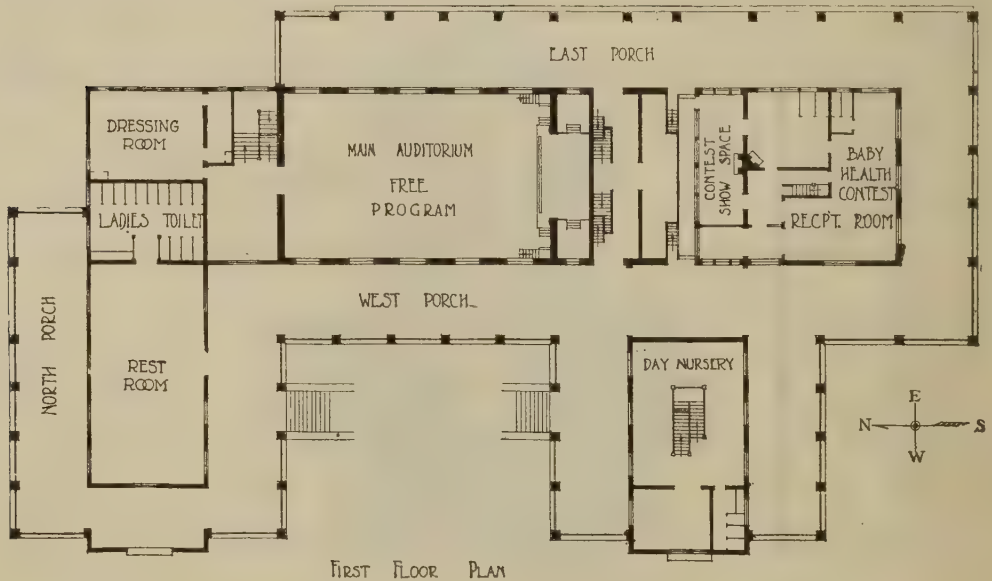 EAST PORCH
DRESSING
ROOM
MAIN AUDITORIUM
FREE
PROGRAM
CONTEST
SHOW SPACE
BABY
HEALTH
CONTEST
RECP'T. ROOM
LADIES TOILET
WEST PORCH
NORTH PORCH
REST
ROOM
DAY NURSERY
E
N
S
W
FIRST FLOOR PLAN